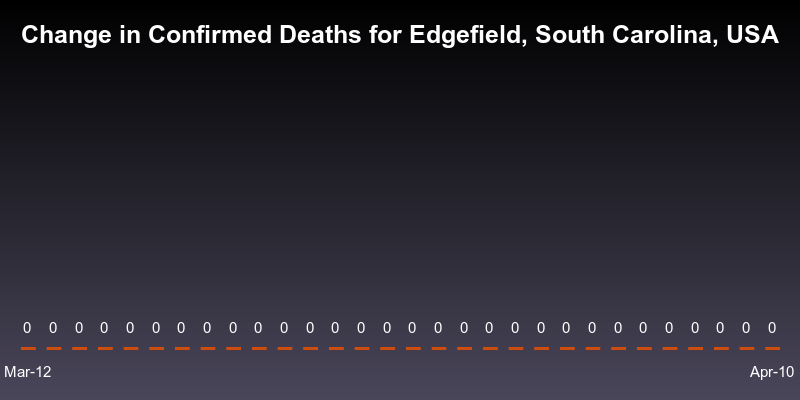 Change in Confirmed Deaths for Edgefield, South Carolina, USA
0 0 0 0 0 0 0 0 0 0 0 0 0 0 0 0 0 0 0 0 0 0 0 0 0 0 0 0 0 0
Mar-12 Apr-10